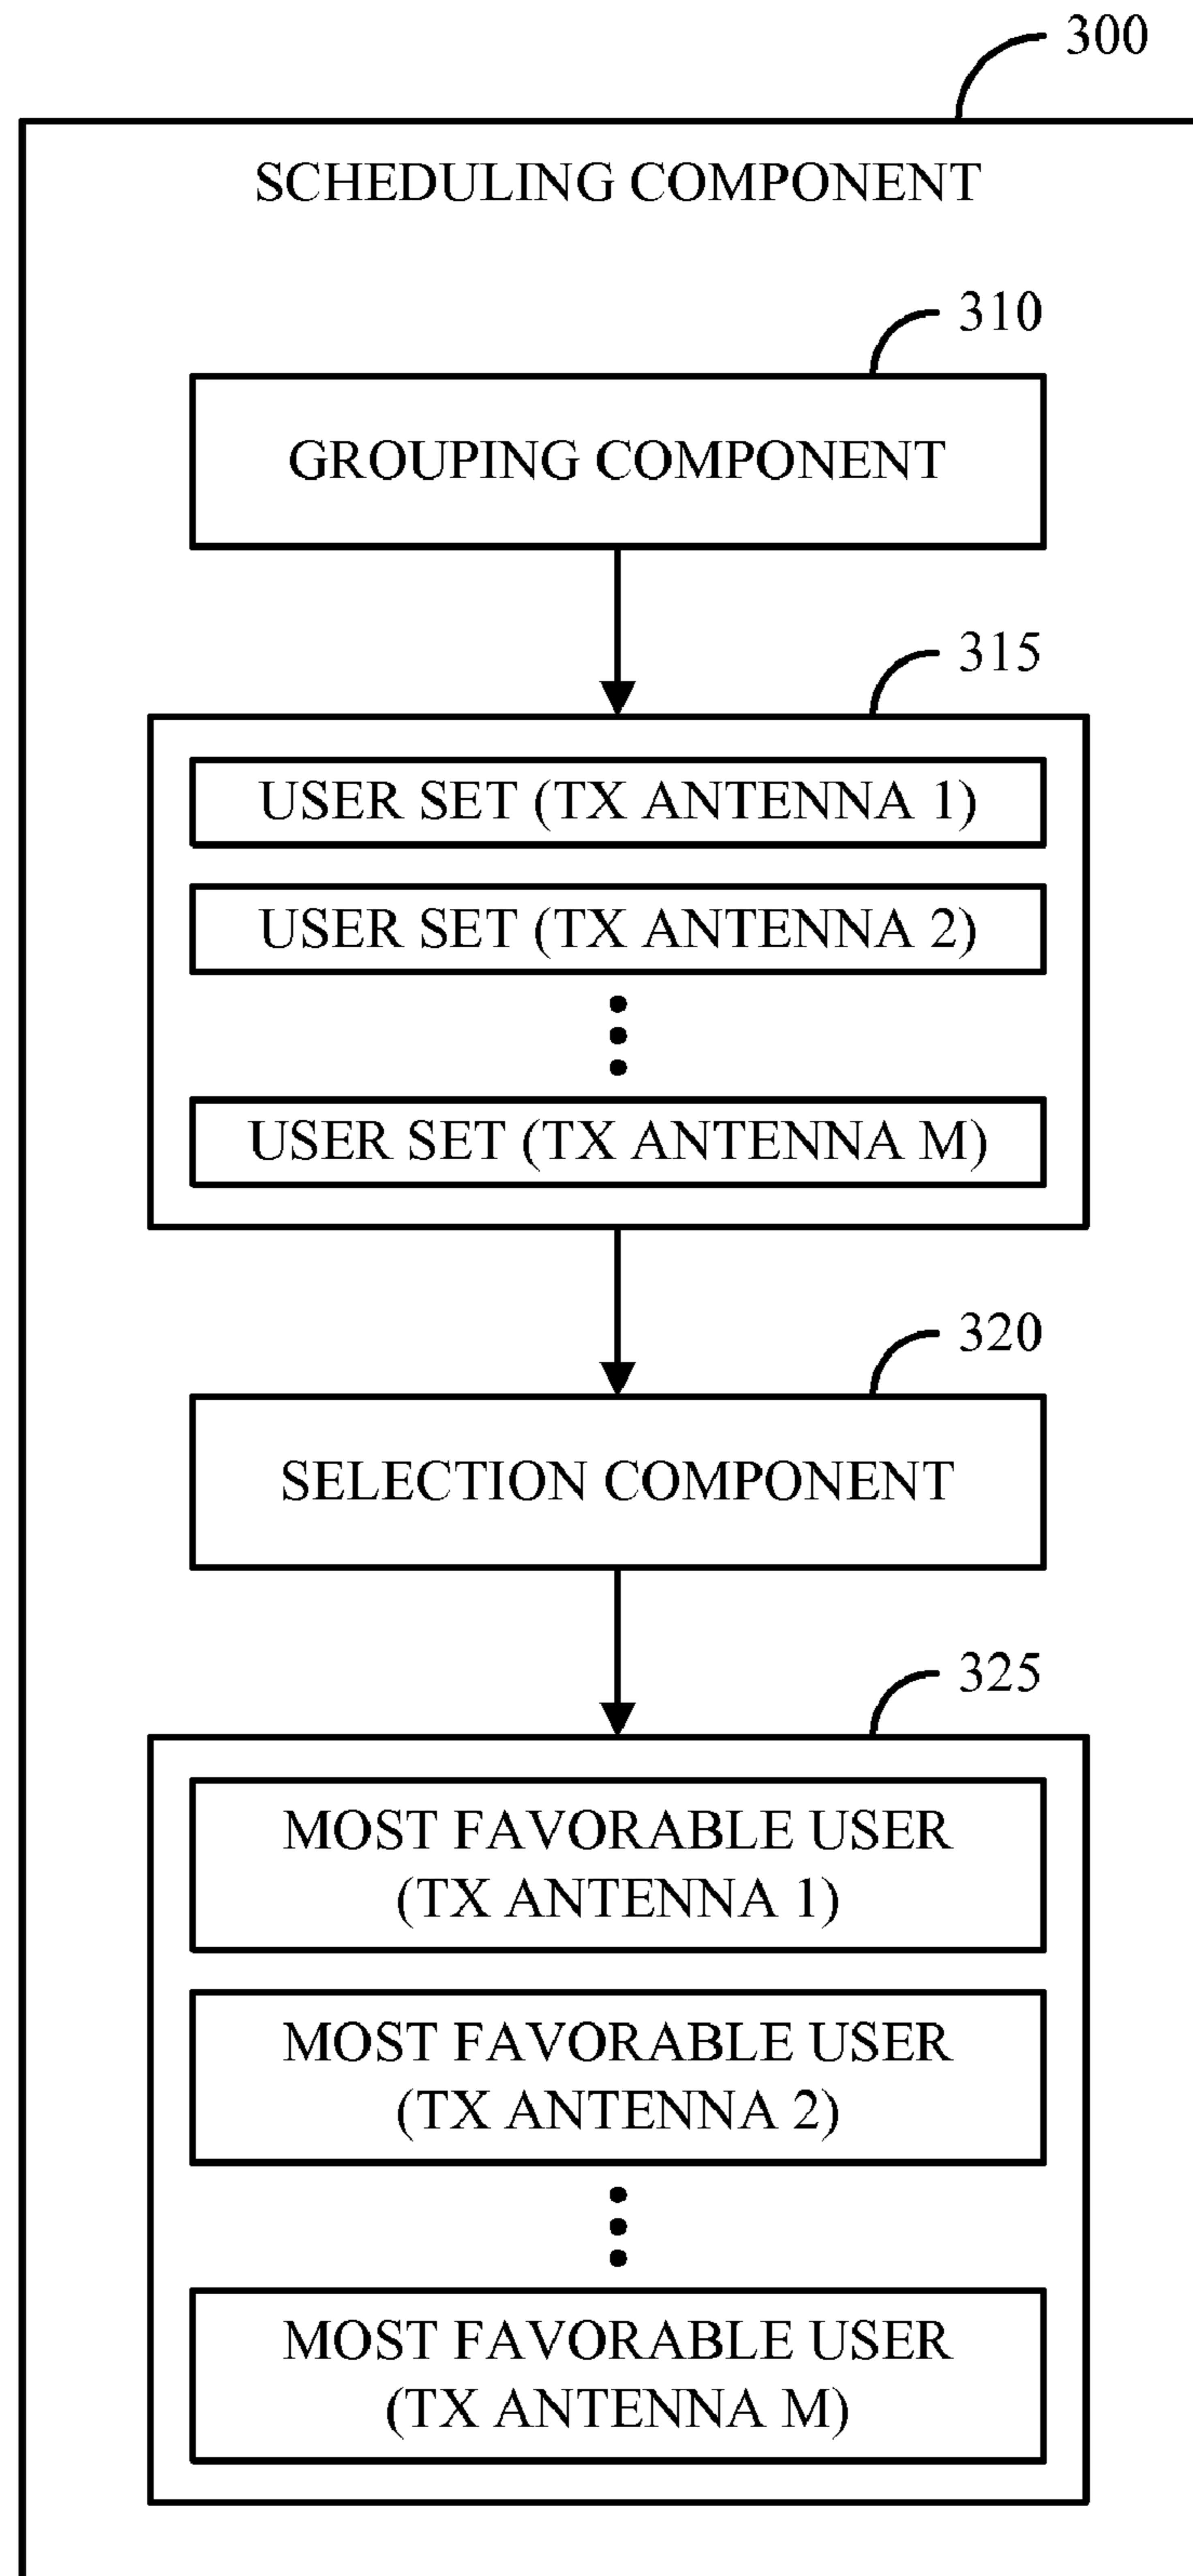 300
SCHEDULING COMPONENT
310
GROUPING COMPONENT
315
USER SET (TX ANTENNA 1)
USER SET (TX ANTENNA 2)
USER SET (TX ANTENNA M)
320
SELECTION COMPONENT
325
MOST FAVORABLE USER
(TX ANTENNA 1)
MOST FAVORABLE USER
(TX ANTENNA 2)
MOST FAVORABLE USER
(TX ANTENNA M)